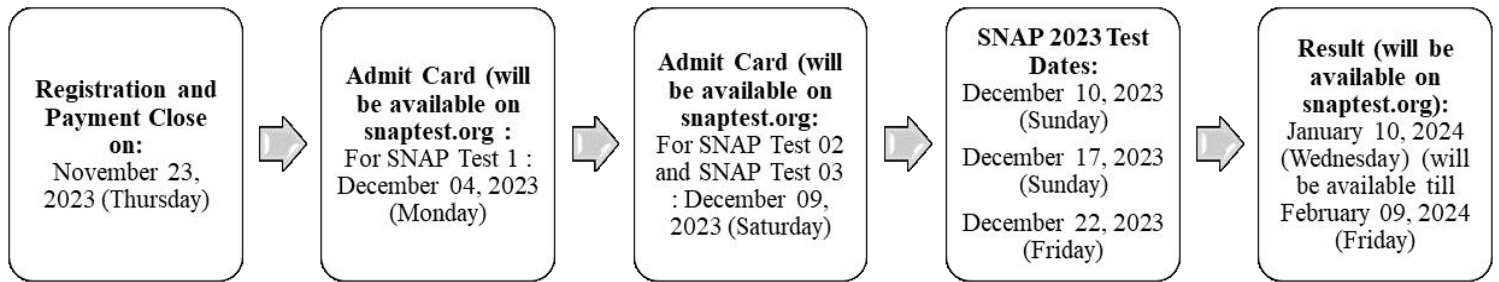 Registration and
Payment Close
on:
November 23,
2023 (Thursday)
Admit Card (will
be available on
snaptest.org :
For SNAP Test 1 :
December 04, 2023
(Monday)
Admit Card (will
be available on
snaptest.org:
For SNAP Test 02
and SNAP Test 03
: December 09,
2023 (Saturday)
SNAP 2023 Test
Dates:
December 10, 2023
(Sunday)
December 17, 2023
(Sunday)
December 22, 2023
(Friday)
Result (will be
available on
snaptest.org):
January 10, 2024
(Wednesday) (will
be available till
February 09, 2024
(Friday)